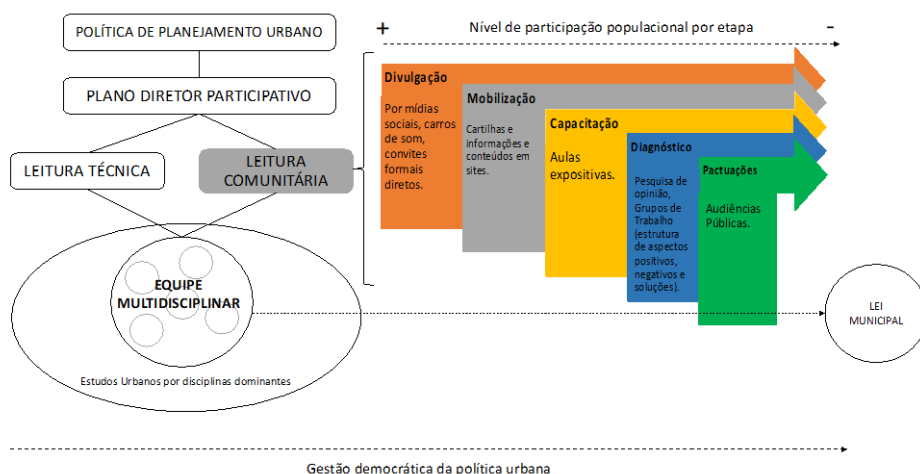 POLÍTICA DE PLANEJAMENTO URBANO
PLANO DIRETOR PARTICIPATIVO
LEITURA TÉCNICA
LEITURA
COMUNITÁRIA
EQUIPE
MULTIDISCIPLINAR
Estudos Urbanos por disciplinas dominantes
+
Nível de participação populacional por etapa
-
Divulgação
Por mídias
sociais, carros
de som,
convites
formais
diretos.
Mobilização
Cartilhas e
informações e
conteúdos em
sites.
Capacitação
Aulas
expositivas.
Diagnóstico
Pesquisa de
opinião,
Grupos de
Trabalho
(estrutura
de aspectos
positivos,
negativos e
soluções).
Pactuações
Audiências
Públicas.
LEI
MUNICIPAL
Gestão democrática da política urbana